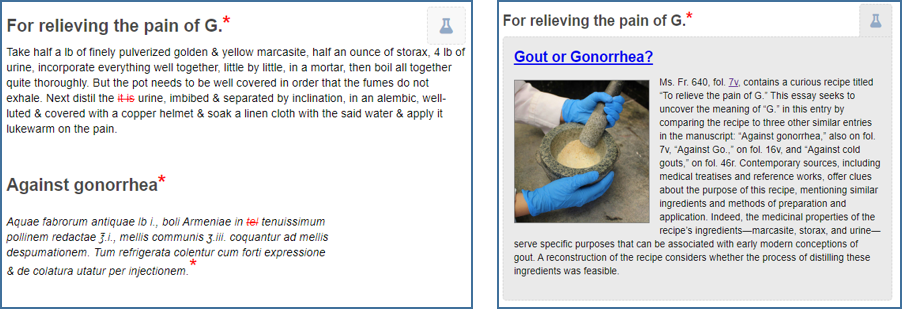 For relieving the pain of G.*
Take half a lb of finely pulverized golden & yellow marcasite, half an ounce of storax, 4 lb of
urine, incorporate everything well together, little by little, in a mortar, then boil all together
quite thoroughly. But the pot needs to be well covered in order that the fumes do not
exhale. Next distil the it is urine, imbibed & separated by inclination, in an alembic, well-
luted & covered with a copper helmet & soak a linen cloth with the said water & apply it
lukewarm on the pain.
Against gonorrhea*
Aquae fabrorum antiquae lb i., boli Armeniae in tei tenuissimum
pollinem redactae ℥.i., mellis communis ʒ.iii. coquantur ad mellis
despumationem. Tum refrigerata colentur cum forti expressione
& de colatura utatur per injectionem.*
For relieving the pain of G.*
Gout or Gonorrhea?
Ms. Fr. 640, fol. 7v, contains a curious recipe titled
“To relieve the pain of G.” This essay seeks to
uncover the meaning of “G.” in this entry by
comparing the recipe to three other similar entries
in the manuscript: “Against gonorrhea,” also on fol.
7v, “Against Go.,” on fol. 16v, and “Against cold
gouts,” on fol. 46r. Contemporary sources, including
medical treatises and reference works, offer clues
about the purpose of this recipe, mentioning similar
ingredients and methods of preparation and
application. Indeed, the medicinal properties of the
recipe’s ingredients—marcasite, storax, and urine—
serve specific purposes that can be associated with early modern conceptions of
gout. A reconstruction of the recipe considers whether the process of distilling these
ingredients was feasible.